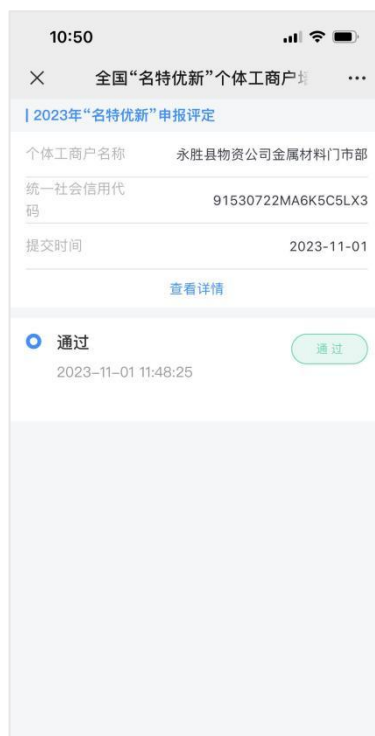 10:50
全国“名特优新”个体工商户
2023年“名特优新”申报评定
个体工商户名称 永胜县物资公司金属材料门市部
统一社会信用代
码 91530722MA6K5C5LX3
提交时间 2023-11-01
查看详情
通过 通过
2023-11-01 11:48:25